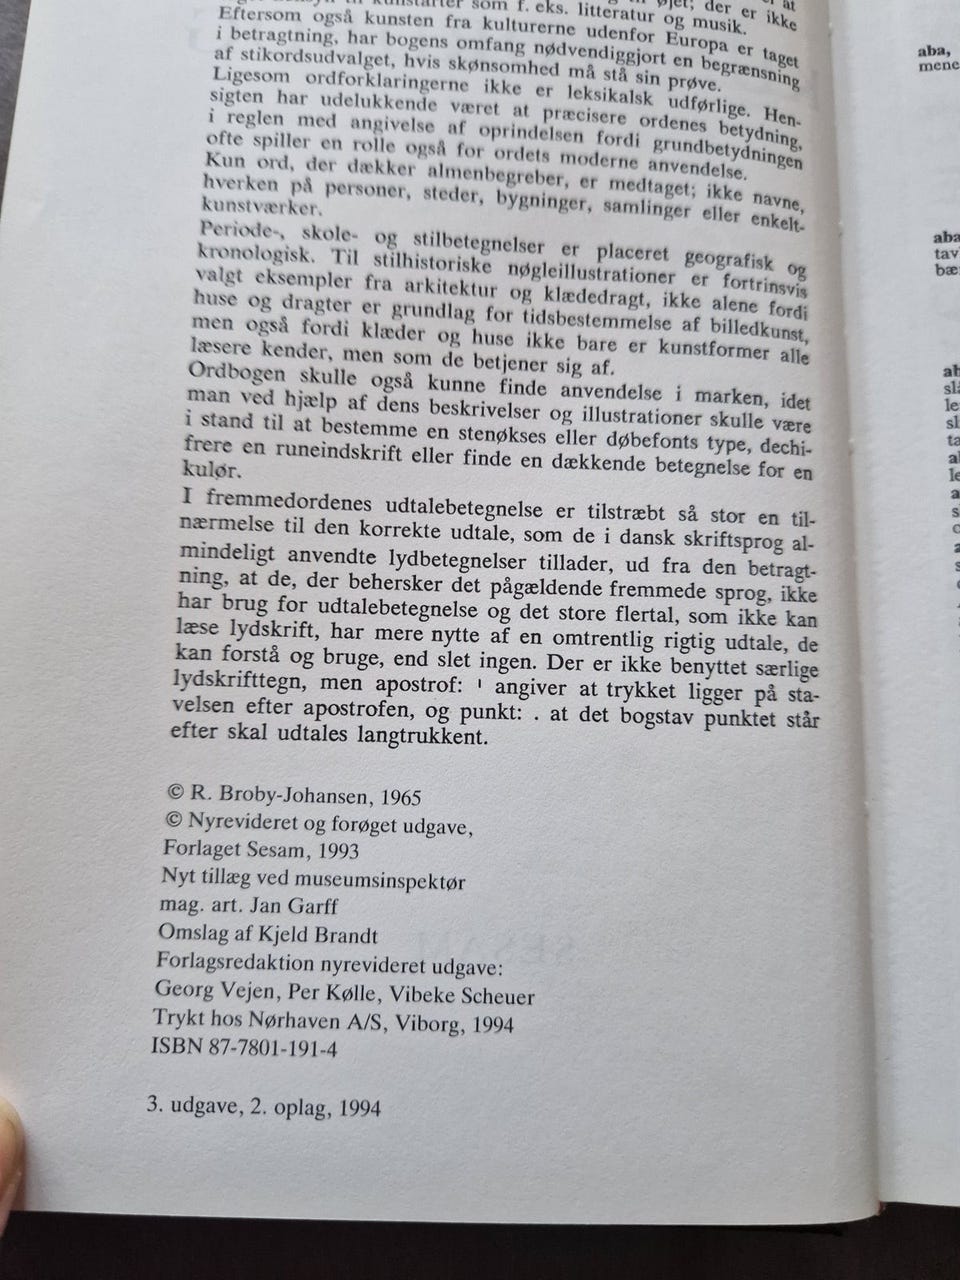 til kunstarter som f. eks. litteratur og musik.
øjet; der er ikke
Eftersom også kunsten fra kulturerne udenfor Europa er taget
i betragtning, har bogens omfang nødvendiggjort en begrænsning
af stikordsudvalget, hvis skønsomhed må stå sin prøve.
Ligesom ordforklaringerne ikke er leksikalsk udførlige. Hen-
sigten har udelukkende været at præcisere ordenes betydning,
i reglen med angivelse af oprindelsen fordi grundbetydningen
ofte spiller en rolle også for ordets moderne anvendelse.
Kun ord, der dækker almenbegreber, er medtaget; ikke navne,
hverken på personer, steder, bygninger, samlinger eller enkelt-
kunstværker.
Periode-, skole- og stilbetegnelser er placeret geografisk og
kronologisk. Til stilhistoriske nøgleillustrationer er fortrinsvis
valgt eksempler fra arkitektur og klædedragt, ikke alene fordi
huse og dragter er grundlag for tidsbestemmelse af billedkunst,
men også fordi klæder og huse ikke bare er kunstformer alle
læsere kender, men som de betjener sig af.
Ordbogen skulle også kunne finde anvendelse i marken, idet
man ved hjælp af dens beskrivelser og illustrationer skulle være
i stand til at bestemme en stenøkses eller døbefonts type, dechi-
frere en runeindskrift eller finde en dækkende betegnelse for en
kulør.
I fremmedordenes udtalebetegnelse er tilstræbt så stor en til-
nærmelse til den korrekte udtale, som de i dansk skriftsprog al-
mindeligt anvendte lydbetegnelser tillader, ud fra den betragt-
ning, at de, der behersker det pågældende fremmede sprog, ikke
har brug for udtalebetegnelse og det store flertal, som ikke kan
læse lydskrift, har mere nytte af en omtrentlig rigtig udtale, de
kan forstå og bruge, end slet ingen. Der er ikke benyttet særlige
lydskrifttegn, men apostrof: ' angiver at trykket ligger på sta-
velsen efter apostrofen, og punkt: . at det bogstav punktet står
efter skal udtales langtrukkent.
© R. Broby-Johansen, 1965
© Nyrevideret og forøget udgave,
Forlaget Sesam, 1993
Nyt tillæg ved museumsinspektør
mag. art. Jan Garff
Omslag af Kjeld Brandt
Forlagsredaktion nyrevideret udgave:
Georg Vejen, Per Kølle, Vibeke Scheuer
Trykt hos Nørhaven A/S, Viborg, 1994
ISBN 87-7801-191-4
3. udgave, 2. oplag, 1994
aba,
mene
aba
tav
bæ